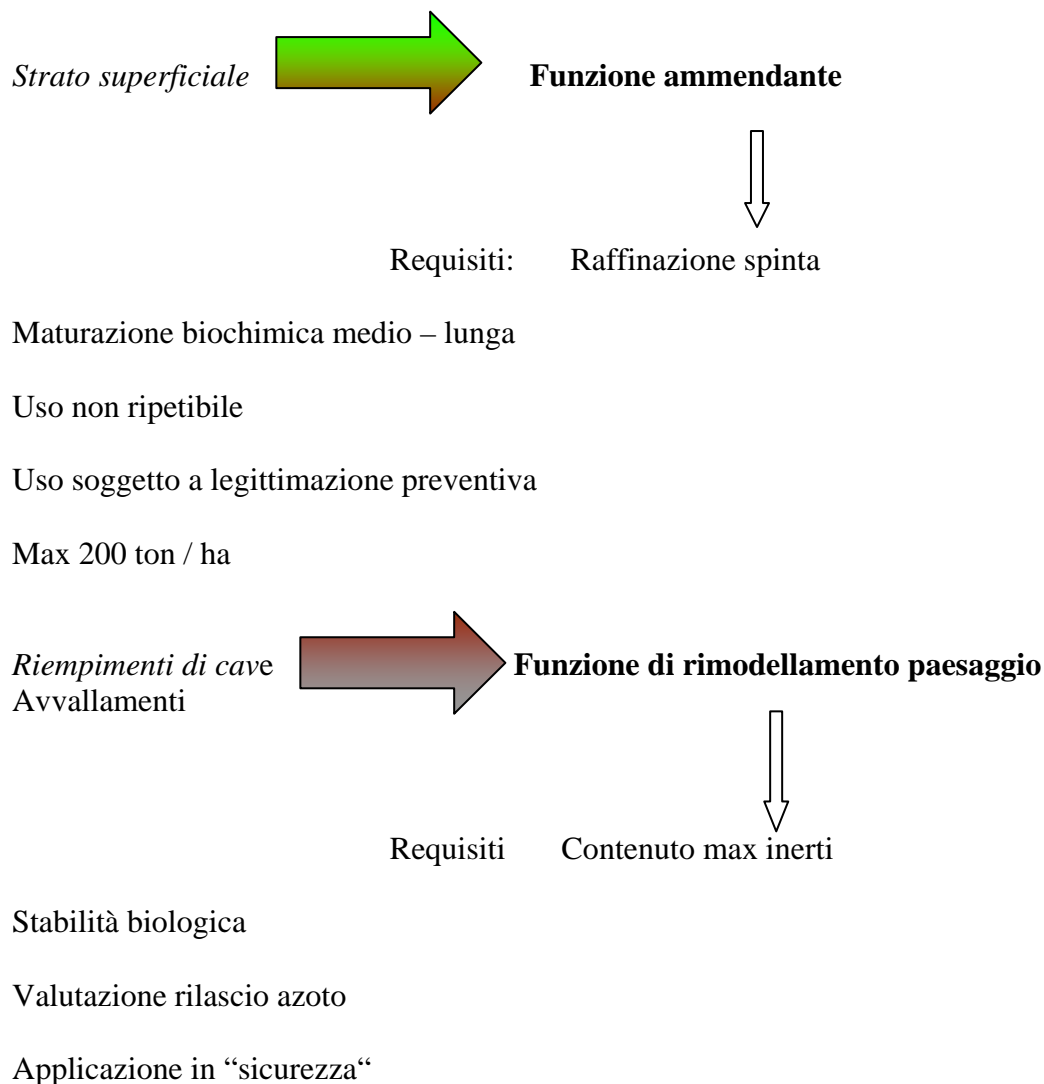 Strato superficiale Funzione ammendante
Requisiti: Raffinazione spinta
Maturazione biochimica medio – lunga
Uso non ripetibile
Uso soggetto a legittimazione preventiva
Max 200 ton / ha
Riempimenti di cave Funzione di rimodellamento paesaggio
Avvallamenti
Requisiti Contenuto max inerti
Stabilità biologica
Valutazione rilascio azoto
Applicazione in “sicurezza“